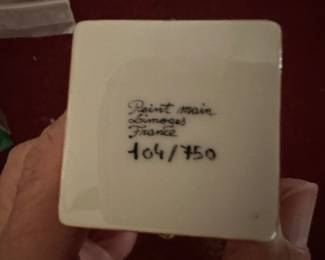 Peint main
Limoges
France
104/750